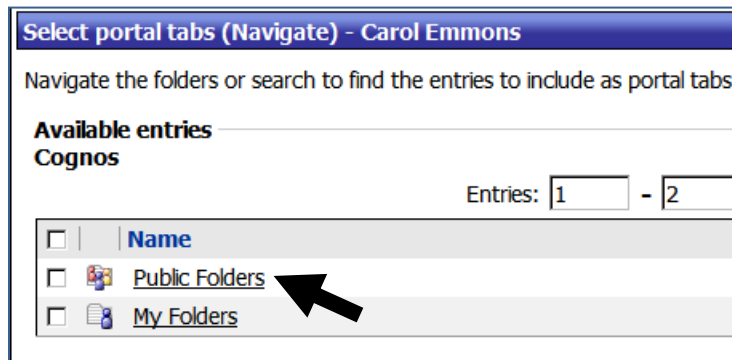 Select portal tabs (Navigate) - Carol Emmons
Navigate the folders or search to find the entries to include as portal tabs
Available entries
Cognos
Entries: 1 - 2
Name
Public Folders
My Folders